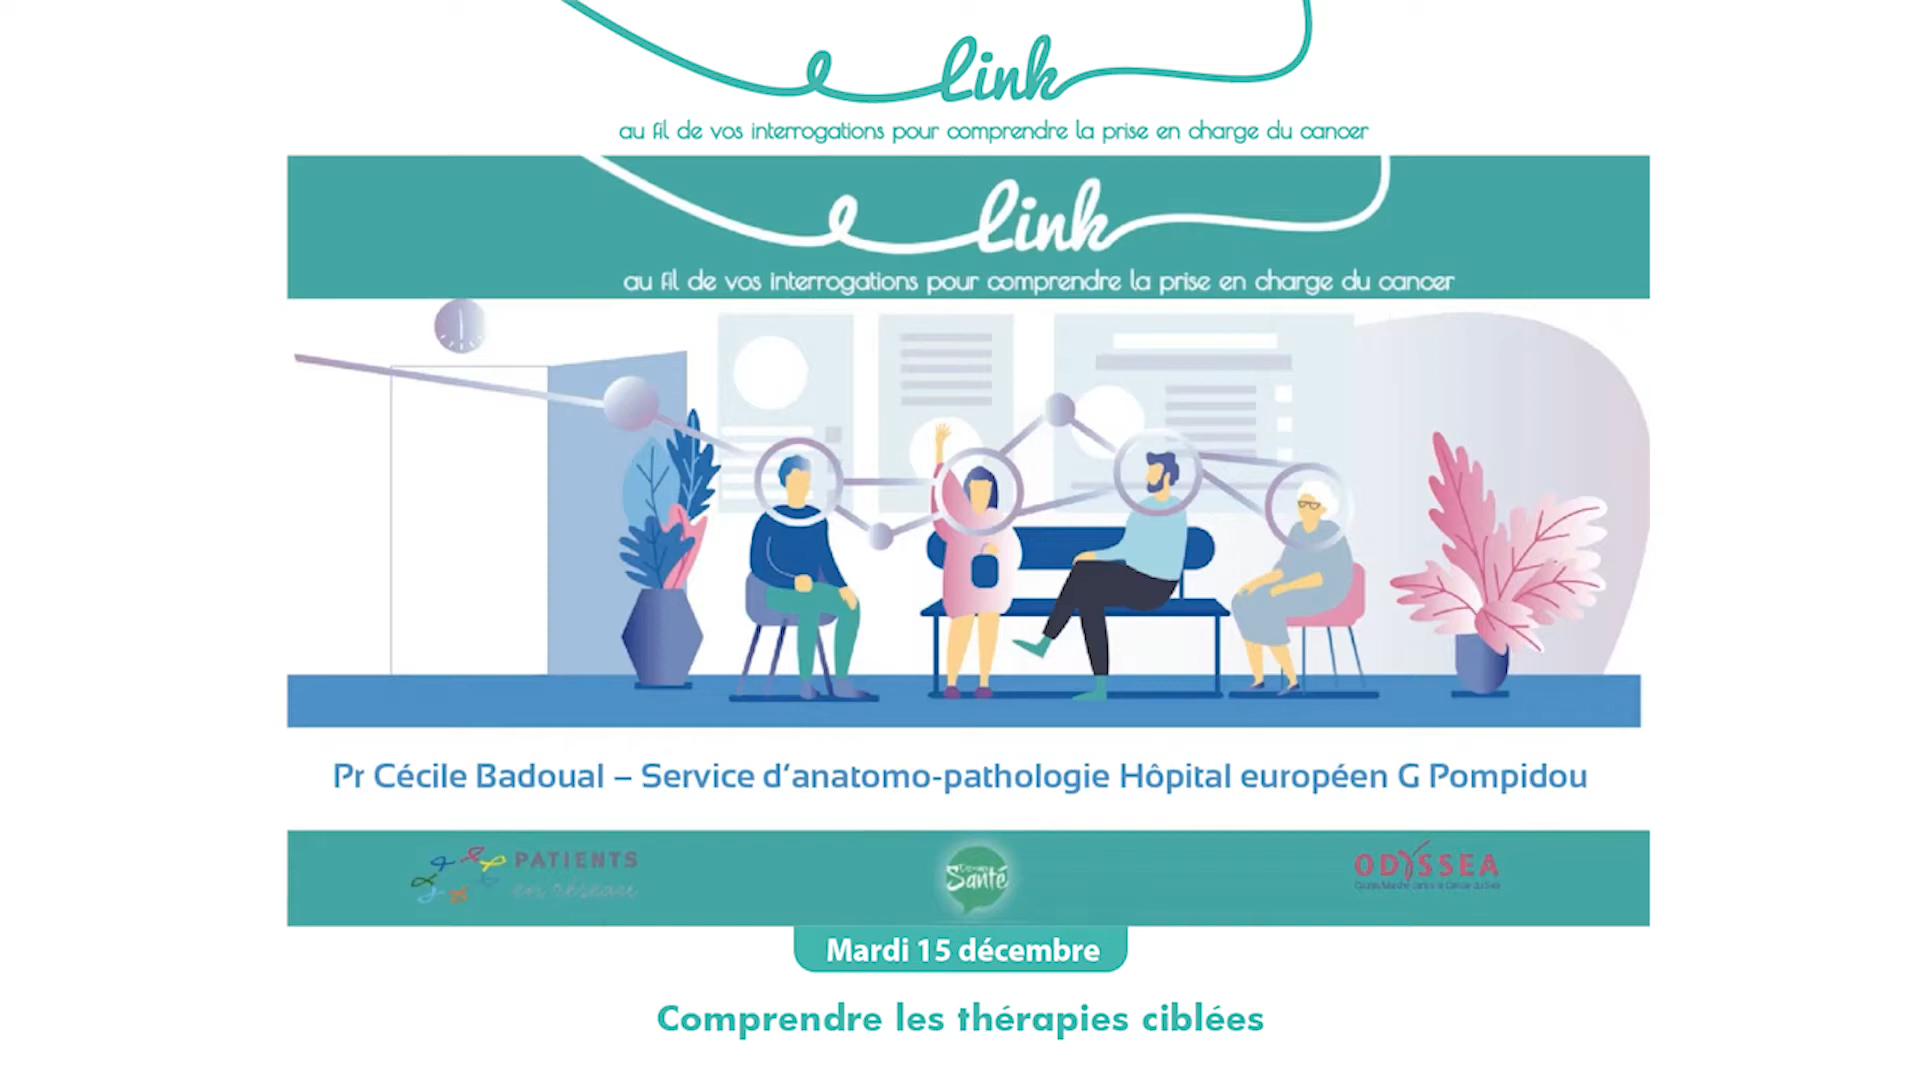 e link
au fil de vos interrogations pour comprendre la prise en charge du cancer
e link
au fil de vos interrogations pour comprendre la prise en charge du cancer
Pr Cécile Badoual – Service d'anatomo-pathologie Hôpital européen G Pompidou
PATIENTS
en réseau
Santé
ODYSSEA
Mardi 15 décembre
Comprendre les thérapies ciblées